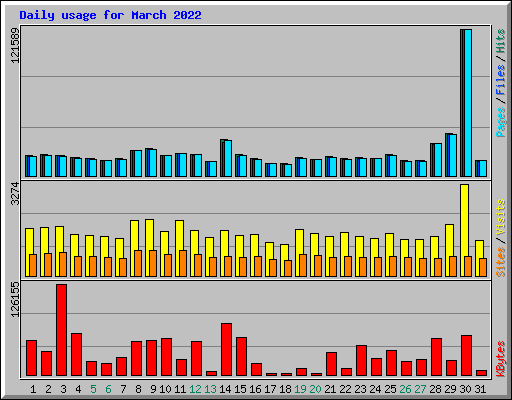 Daily usage for March 2022
121589
Pages / Files / Hits
3274
Sites / Visits
126155
KBytes
1 2 3 4 5 6 7 8 9 10 11 12 13 14 15 16 17 18 19 20 21 22 23 24 25 26 27 28 29 30 31